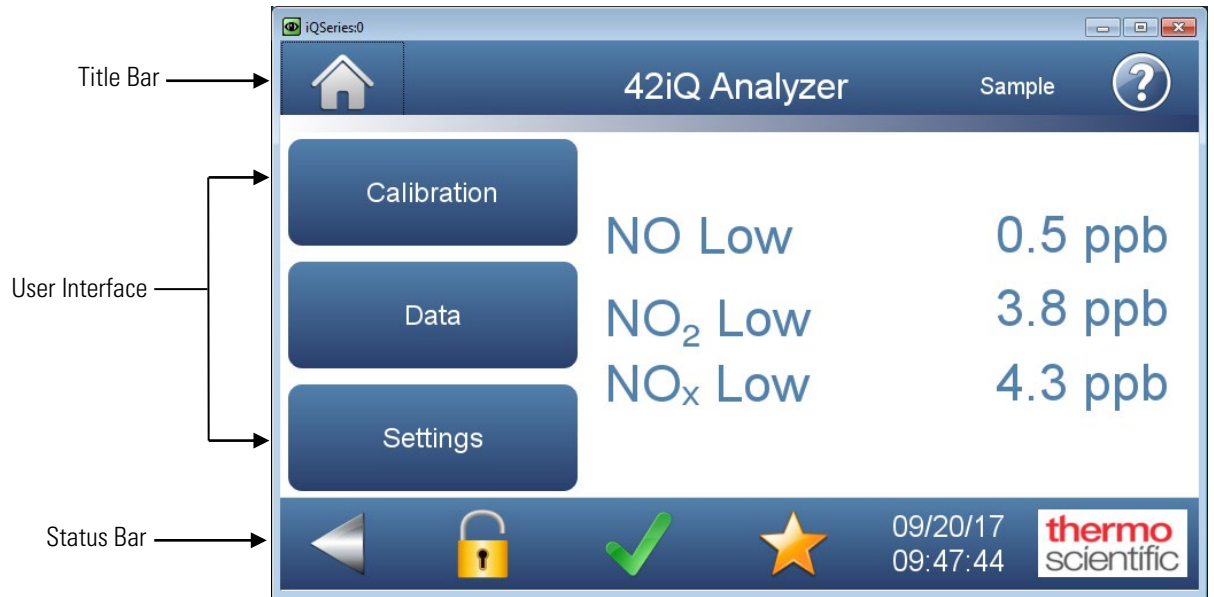 iQSeries:0
Title Bar
42iQ Analyzer
Sample
?
User Interface
Calibration
Data
Settings
NO Low 0.5 ppb
NO₂ Low 3.8 ppb
NOₓ Low 4.3 ppb
Status Bar
09/20/17
09:47:44
thermo
scientific